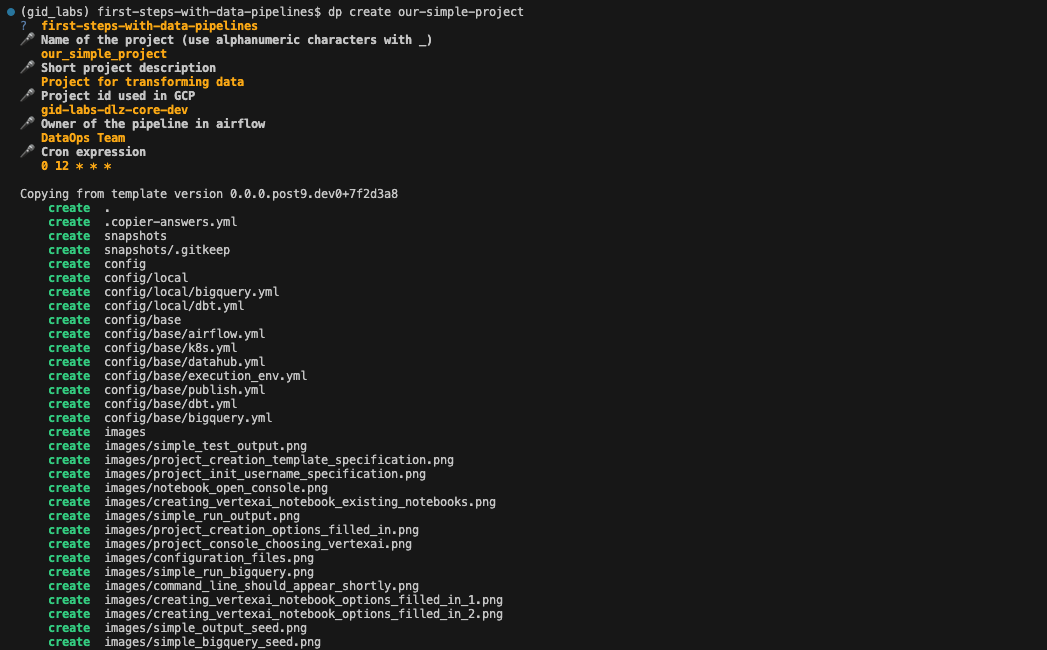 (gid_labs) first-steps-with-data-pipelines$ dp create our-simple-project
? first-steps-with-data-pipelines
🎤 Name of the project (use alphanumeric characters with _)
our_simple_project
🎤 Short project description
Project for transforming data
🎤 Project id used in GCP
gid-labs-dlz-core-dev
🎤 Owner of the pipeline in airflow
DataOps Team
🎤 Cron expression
0 12 * * *
Copying from template version 0.0.0.post9.dev0+7f2d3a8
create .
create .copier-answers.yml
create snapshots
create snapshots/.gitkeep
create config
create config/local
create config/local/bigquery.yml
create config/local/dbt.yml
create config/base
create config/base/airflow.yml
create config/base/k8s.yml
create config/base/datahub.yml
create config/base/execution_env.yml
create config/base/publish.yml
create config/base/dbt.yml
create config/base/bigquery.yml
create images
create images/simple_test_output.png
create images/project_creation_template_specification.png
create images/project_init_username_specification.png
create images/notebook_open_console.png
create images/creating_vertexai_notebook_existing_notebooks.png
create images/simple_run_output.png
create images/project_creation_options_filled_in.png
create images/project_console_choosing_vertexai.png
create images/configuration_files.png
create images/simple_run_bigquery.png
create images/command_line_should_appear_shortly.png
create images/creating_vertexai_notebook_options_filled_in_1.png
create images/creating_vertexai_notebook_options_filled_in_2.png
create images/simple_output_seed.png
create images/simple_bigquery_seed.png